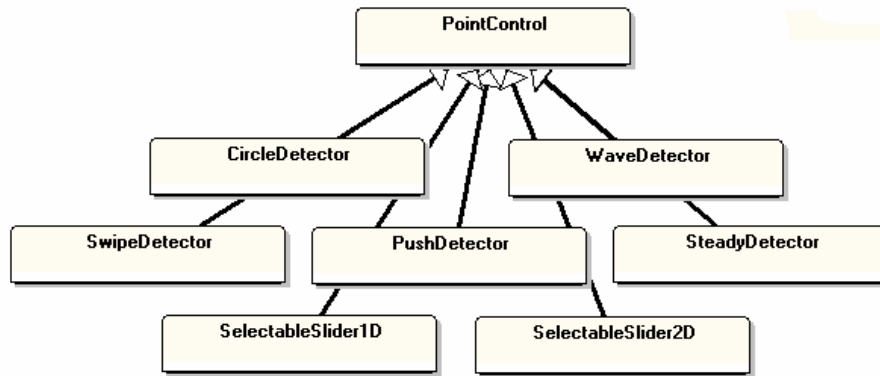 PointControl
CircleDetector
WaveDetector
SwipeDetector
PushDetector
SteadyDetector
SelectableSlider1D
SelectableSlider2D